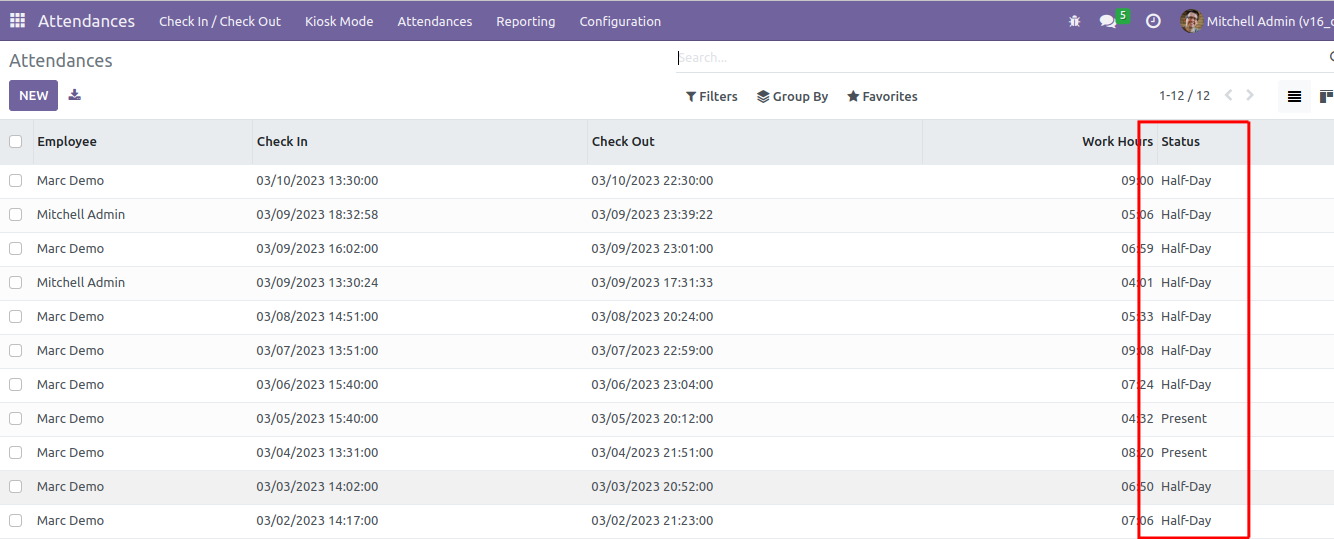 Attendances Check In / Check Out Kiosk Mode Attendances Reporting Configuration 5 Mitchell Admin (v16_
Attendances Search...
NEW Filters Group By Favorites 1-12 / 12
Employee Check In Check Out Work Hours Status
Marc Demo 03/10/2023 13:30:00 03/10/2023 22:30:00 09:00 Half-Day
Mitchell Admin 03/09/2023 18:32:58 03/09/2023 23:39:22 05:06 Half-Day
Marc Demo 03/09/2023 16:02:00 03/09/2023 23:01:00 06:59 Half-Day
Mitchell Admin 03/09/2023 13:30:24 03/09/2023 17:31:33 04:01 Half-Day
Marc Demo 03/08/2023 14:51:00 03/08/2023 20:24:00 05:33 Half-Day
Marc Demo 03/07/2023 13:51:00 03/07/2023 22:59:00 09:08 Half-Day
Marc Demo 03/06/2023 15:40:00 03/06/2023 23:04:00 07:24 Half-Day
Marc Demo 03/05/2023 15:40:00 03/05/2023 20:12:00 04:32 Present
Marc Demo 03/04/2023 13:31:00 03/04/2023 21:51:00 08:20 Present
Marc Demo 03/03/2023 14:02:00 03/03/2023 20:52:00 06:50 Half-Day
Marc Demo 03/02/2023 14:17:00 03/02/2023 21:23:00 07:06 Half-Day